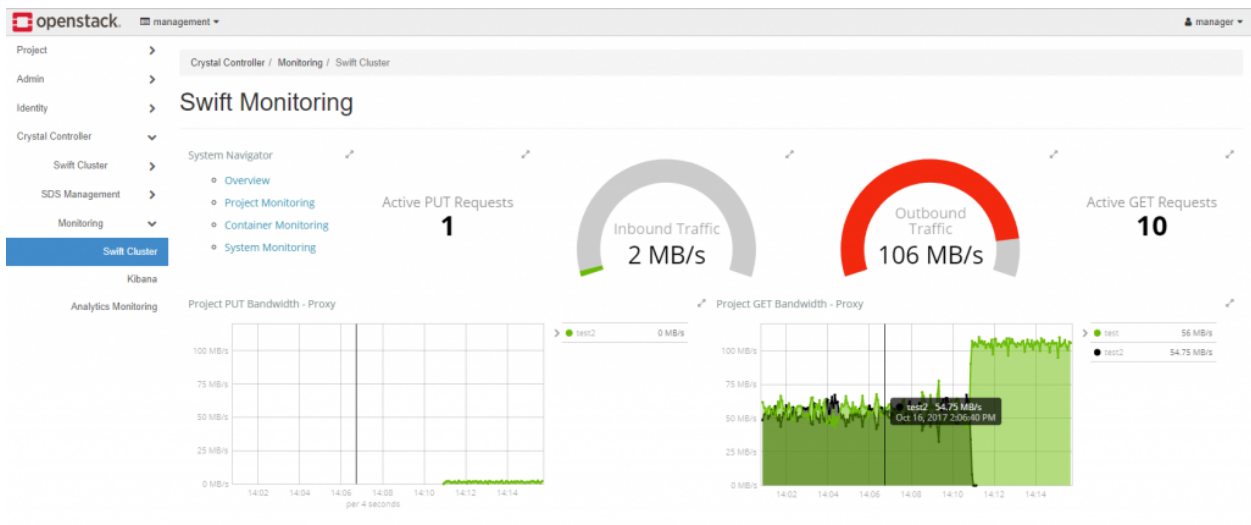 openstack. management manager
Project
Admin
Identity
Crystal Controller
Swift Cluster
SDS Management
Monitoring
Swift Cluster
Kibana
Analytics Monitoring
Crystal Controller / Monitoring / Swift Cluster
Swift Monitoring
System Navigator
Overview
Project Monitoring
Container Monitoring
System Monitoring
Active PUT Requests
1
Inbound Traffic
2 MB/s
Outbound
Traffic
106 MB/s
Active GET Requests
10
Project PUT Bandwidth - Proxy
100 MB/s
75 MB/s
50 MB/s
25 MB/s
0 MB/s
14:02 14:04 14:06 14:08 14:10 14:12 14:14
per 4 seconds
test2 0 MB/s
Project GET Bandwidth - Proxy
100 MB/s
75 MB/s
50 MB/s
25 MB/s
0 MB/s
14:02 14:04 14:06 14:08 14:10 14:12 14:14
test2 54.75 MB/s
Oct 16, 2017 2:06:40 PM
test 56 MB/s
test2 54.75 MB/s